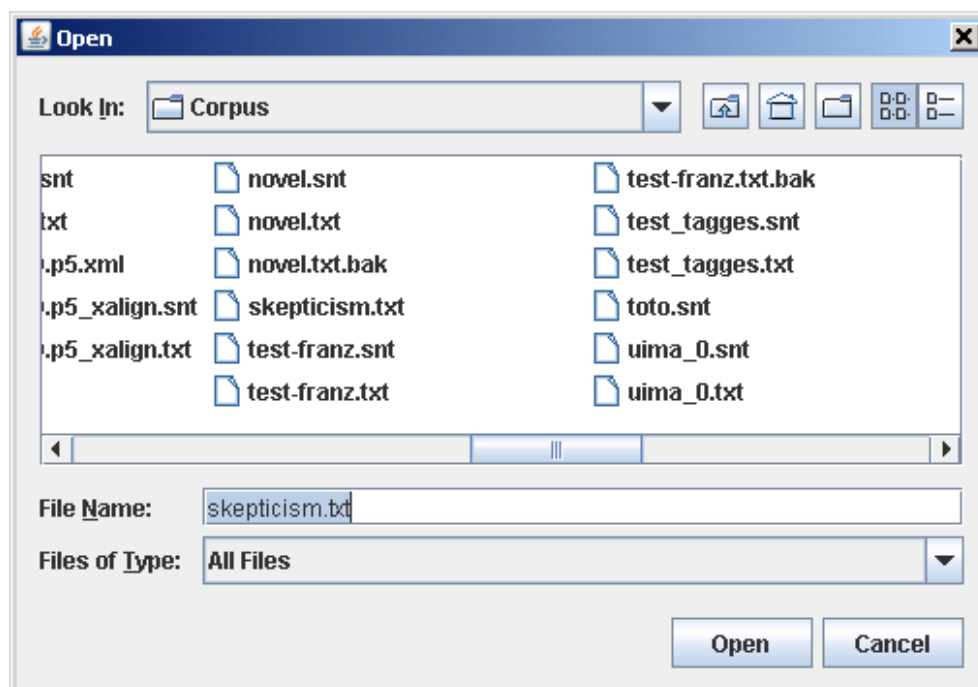 Open
Look In: Corpus
snt novel.snt test-franz.txt.bak
txt novel.txt test_tagges.snt
.p5.xml novel.txt.bak test_tagges.txt
.p5_xalign.snt skepticism.txt toto.snt
.p5_xalign.txt test-franz.snt uima_0.snt
test-franz.txt uima_0.txt
File Name: skepticism.txt
Files of Type: All Files
Open Cancel